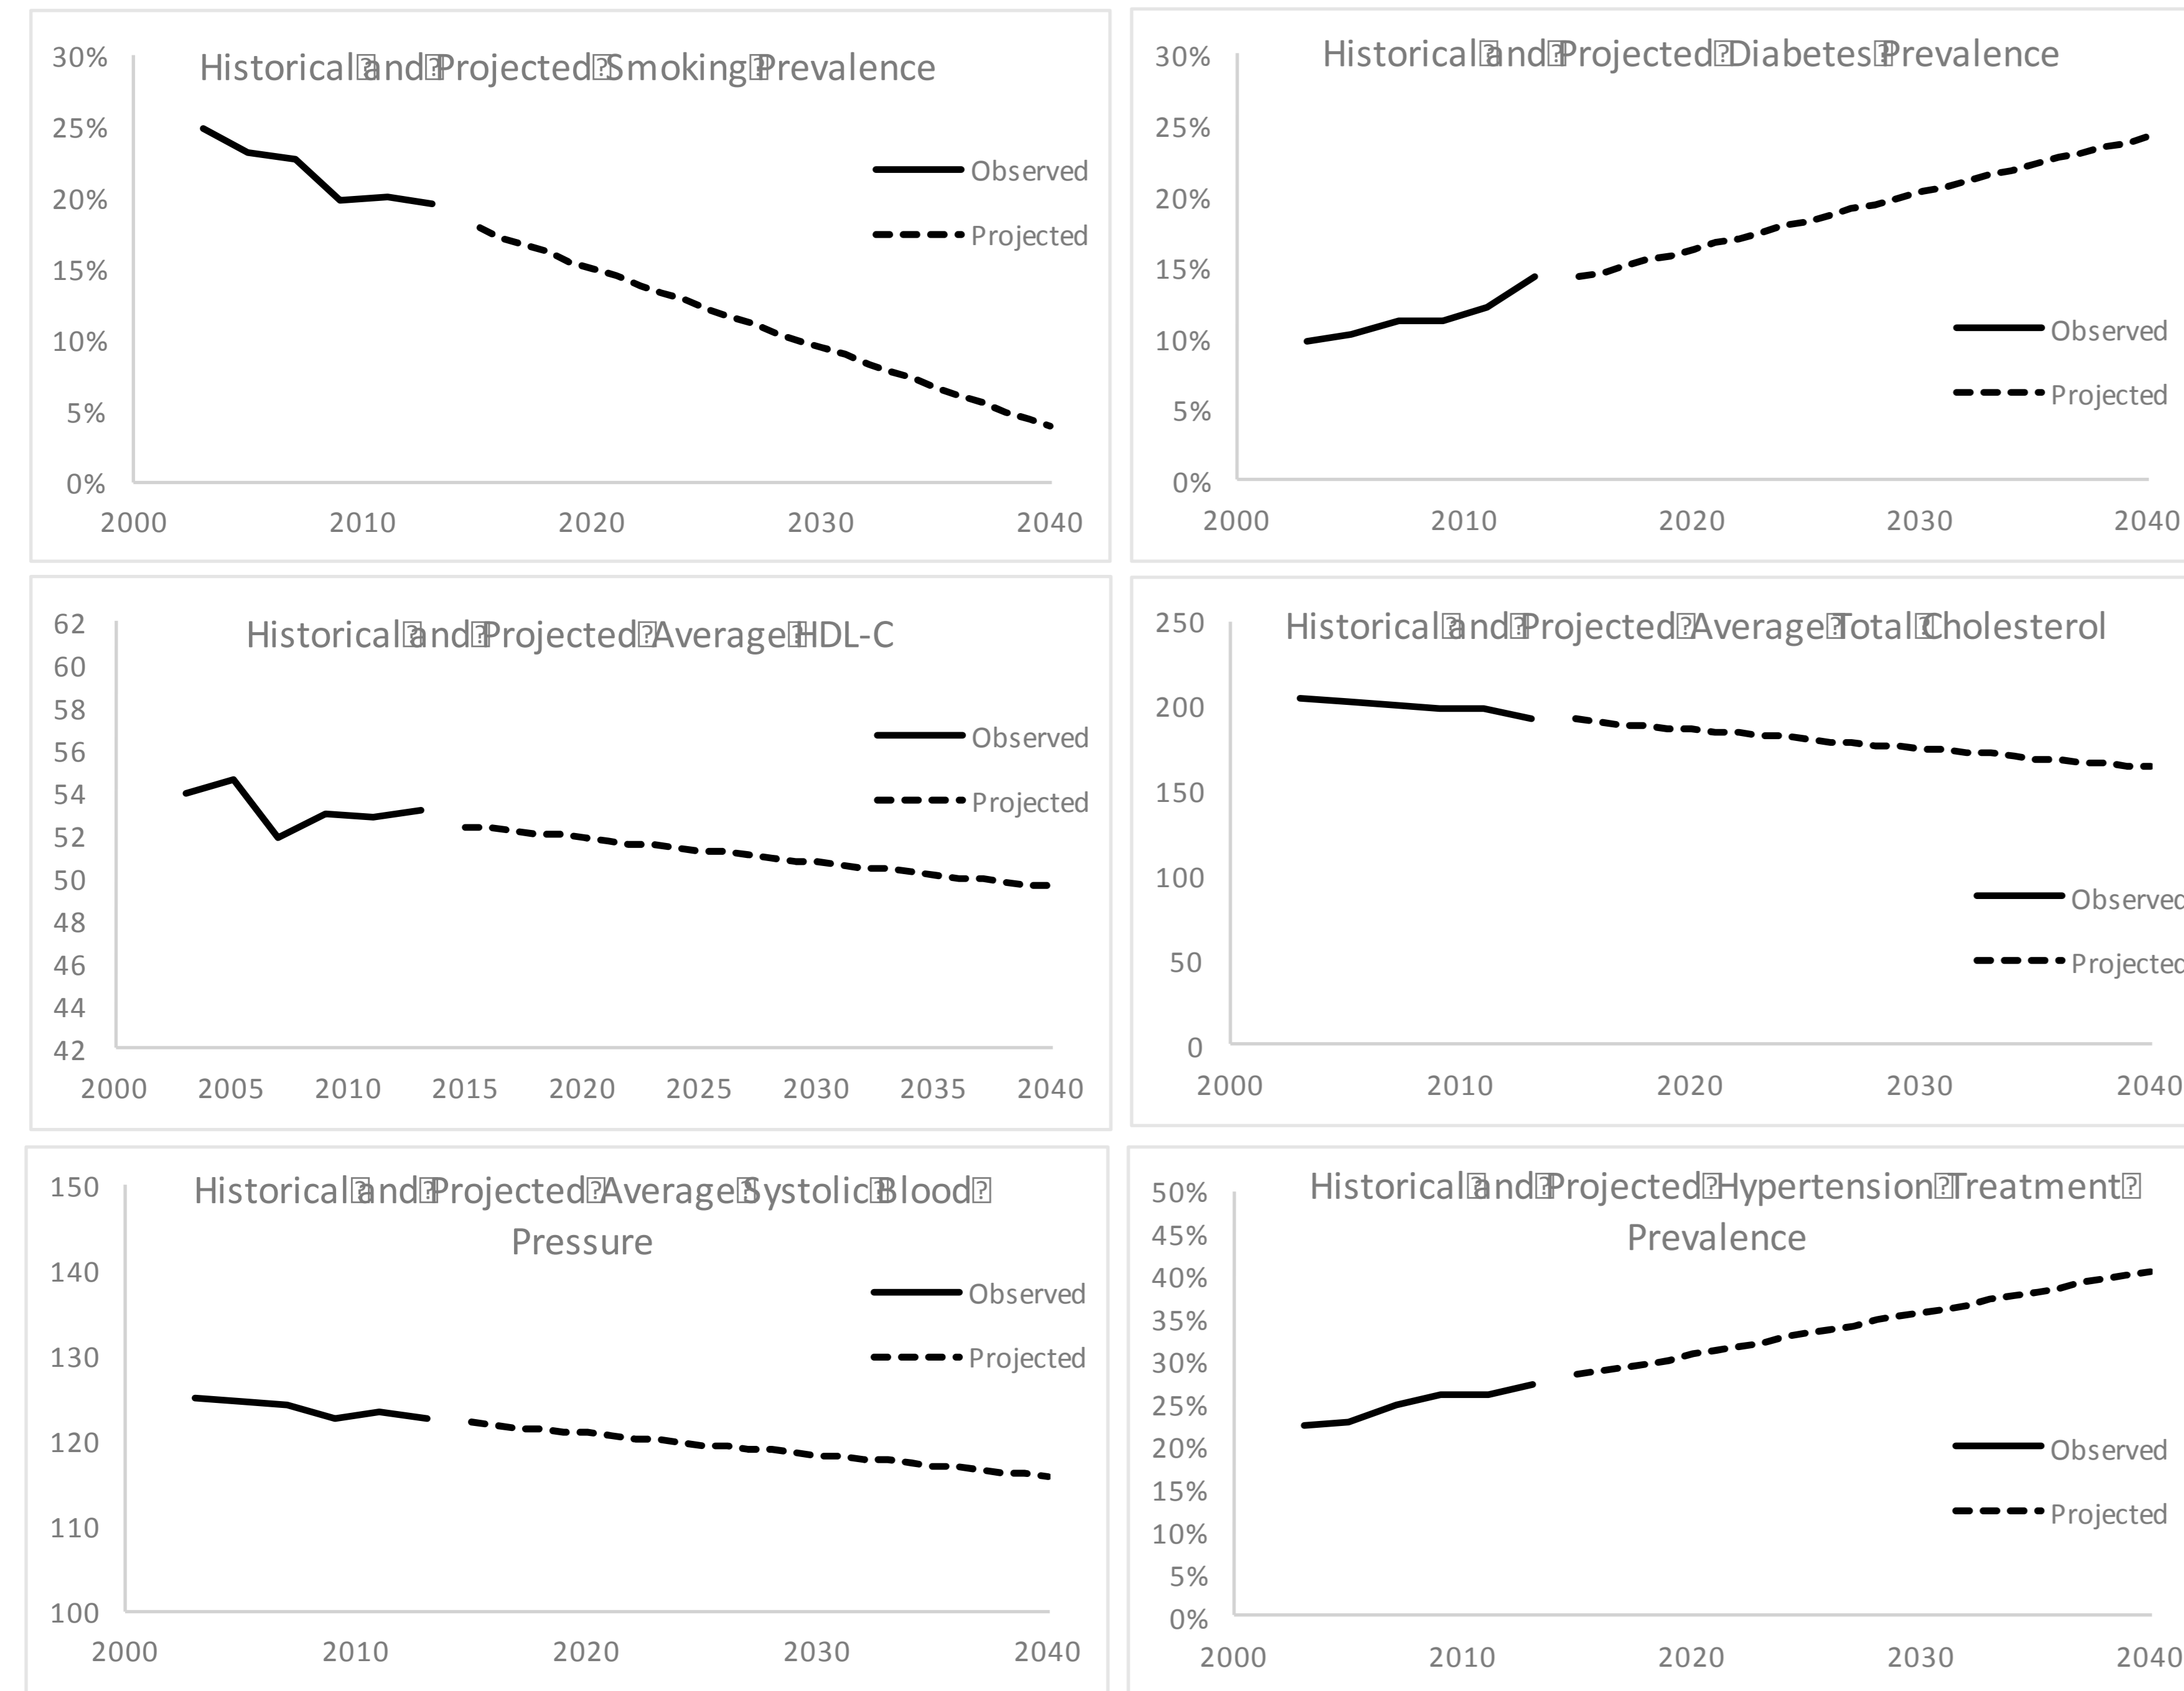 Historical and Projected Smoking Prevalence
30%
25%
20%
15%
10%
5%
0%
Observed
Projected
2000 2010 2020 2030 2040
Historical and Projected Diabetes Prevalence
30%
25%
20%
15%
10%
5%
0%
Observed
Projected
2000 2010 2020 2030 2040
Historical and Projected Average HDL-C
62
60
58
56
54
52
50
48
46
44
42
Observed
Projected
2000 2005 2010 2015 2020 2025 2030 2035 2040
Historical and Projected Average Total Cholesterol
250
200
150
100
50
0
Observed
Projected
2000 2010 2020 2030 2040
Historical and Projected Average Systolic Blood
Pressure
150
140
130
120
110
100
Observed
Projected
2000 2010 2020 2030 2040
Historical and Projected Hypertension Treatment
Prevalence
50%
45%
40%
35%
30%
25%
20%
15%
10%
5%
0%
Observed
Projected
2000 2010 2020 2030 2040